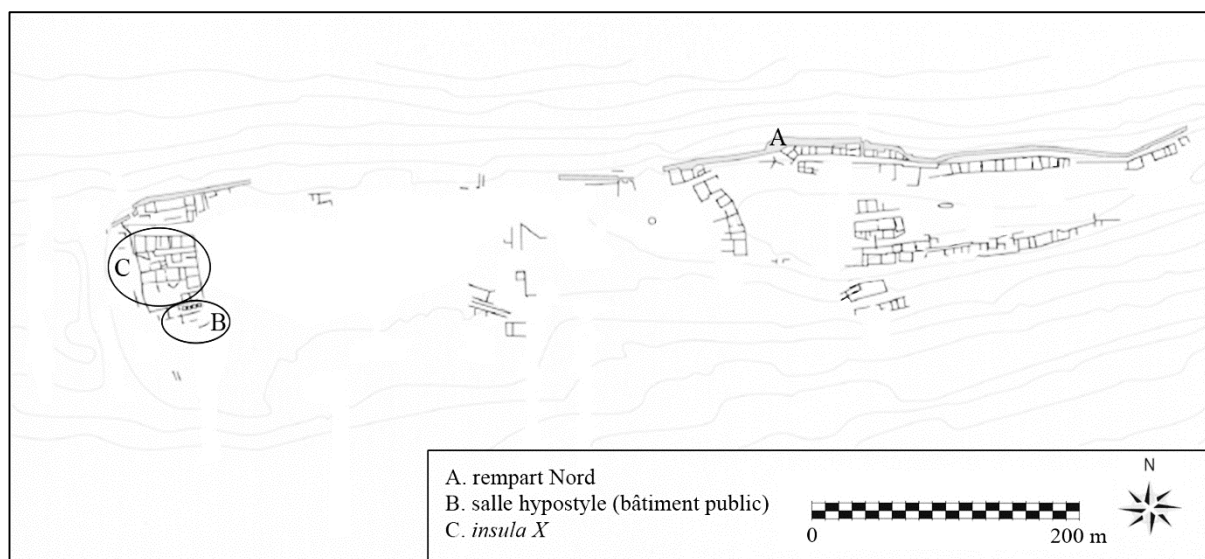 A
C
B
A. rempart Nord
B. salle hypostyle (bâtiment public)
C. insula X
N
0 200 m